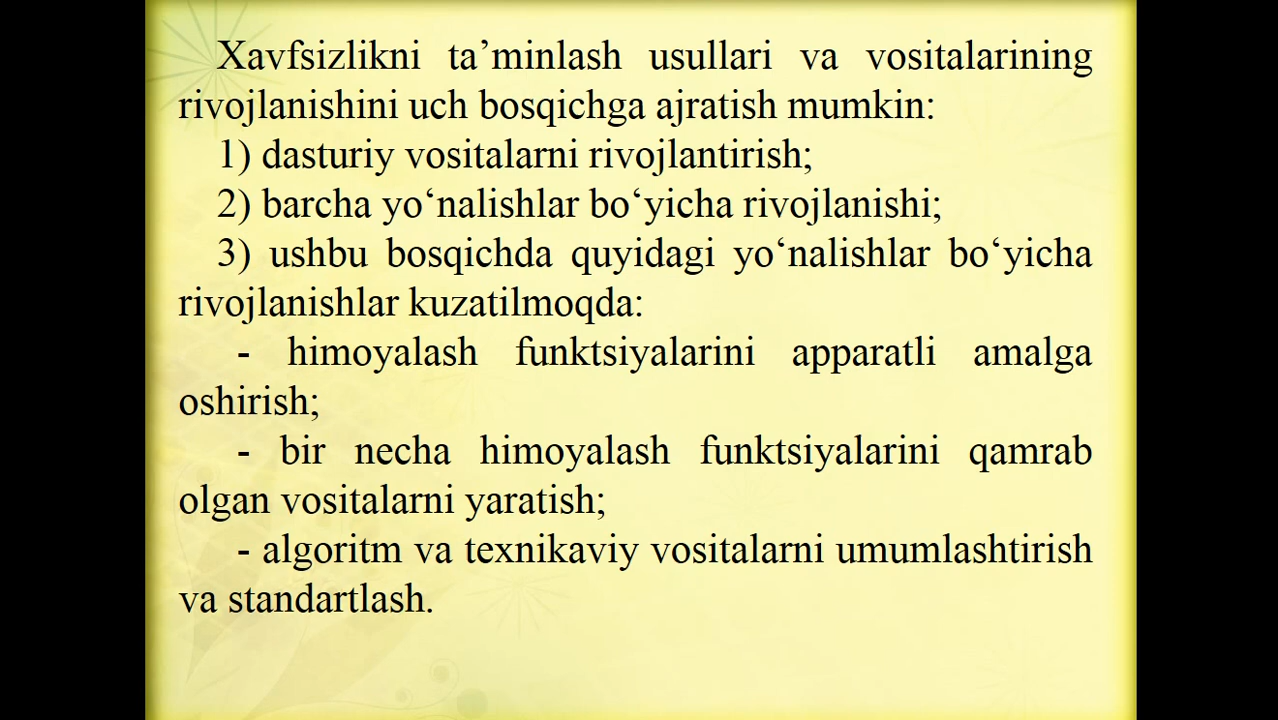 Xavfsizlikni ta’minlash usullari va vositalarining
rivojlanishini uch bosqichga ajratish mumkin:
1) dasturiy vositalarni rivojlantirish;
2) barcha yo‘nalishlar bo‘yicha rivojlanishi;
3) ushbu bosqichda quyidagi yo‘nalishlar bo‘yicha
rivojlanishlar kuzatilmoqda:
- himoyalash funktsiyalarini apparatli amalga
oshirish;
- bir necha himoyalash funktsiyalarini qamrab
olgan vositalarni yaratish;
- algoritm va texnikaviy vositalarni umumlashtirish
va standartlash.